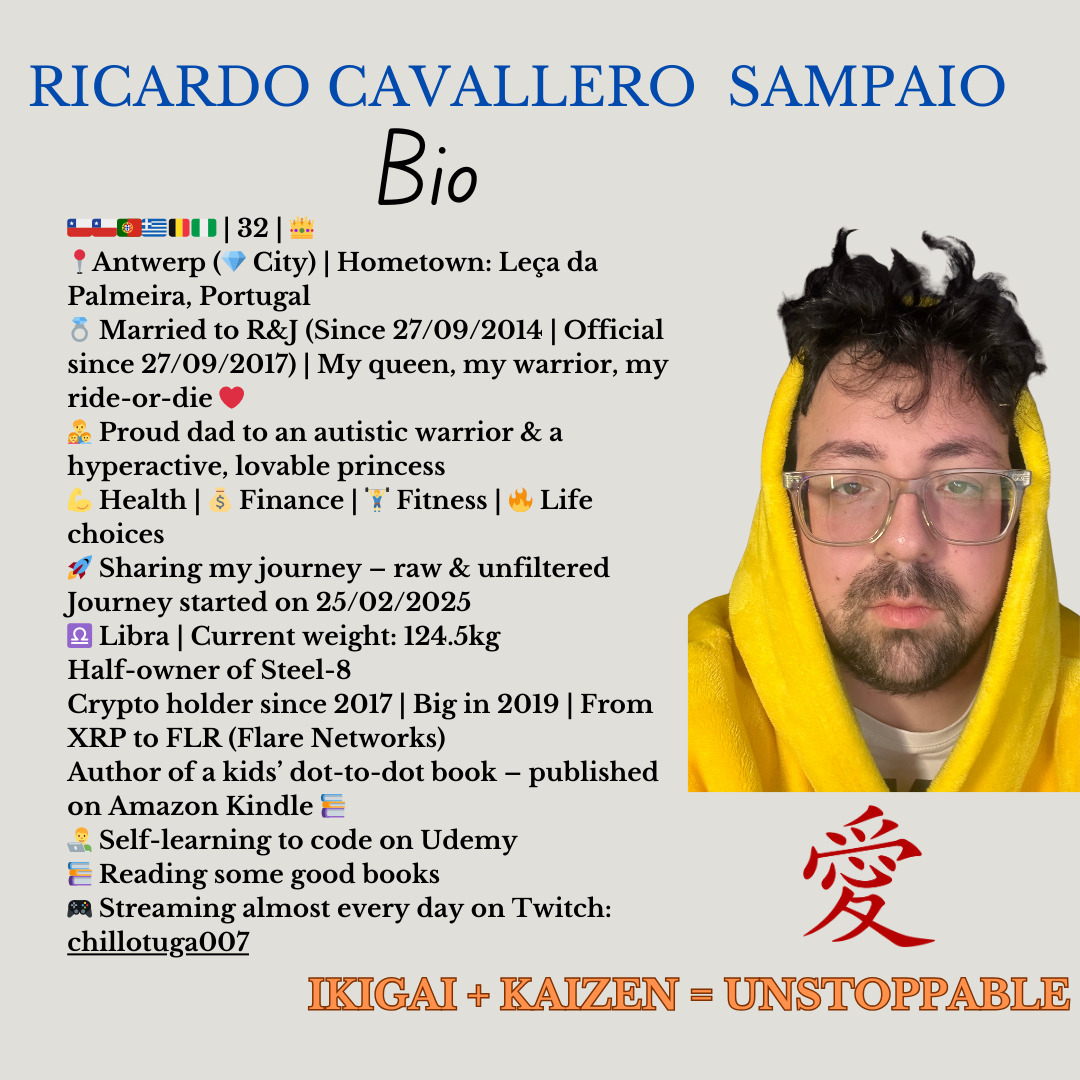 RICARDO CAVALLERO SAMPAIO
Bio
🇨🇱🇨🇱🇵🇹🇬🇷🇧🇪🇳🇬 | 32 | 👑
📍Antwerp (💎 City) | Hometown: Leça da
Palmeira, Portugal
💍 Married to R&J (Since 27/09/2014 | Official
since 27/09/2017) | My queen, my warrior, my
ride-or-die ❤️
👨‍👧‍👦 Proud dad to an autistic warrior & a
hyperactive, lovable princess
💪 Health | 💰 Finance | 🏋️ Fitness | 🔥 Life
choices
🚀 Sharing my journey – raw & unfiltered
Journey started on 25/02/2025
♎ Libra | Current weight: 124.5kg
Half-owner of Steel-8
Crypto holder since 2017 | Big in 2019 | From
XRP to FLR (Flare Networks)
Author of a kids’ dot-to-dot book – published
on Amazon Kindle 📚
👨‍💻 Self-learning to code on Udemy
📚 Reading some good books
🎮 Streaming almost every day on Twitch:
chillotuga007
愛
IKIGAI + KAIZEN = UNSTOPPABLE